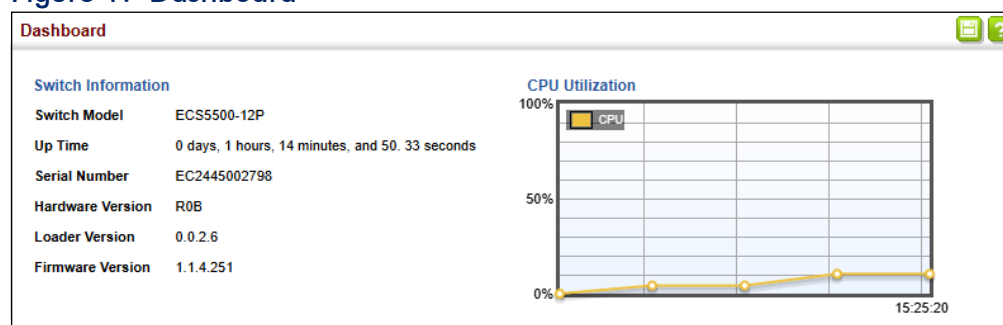 Dashboard
Switch Information
Switch Model ECS5500-12P
Up Time 0 days, 1 hours, 14 minutes, and 50. 33 seconds
Serial Number EC2445002798
Hardware Version R0B
Loader Version 0.0.2.6
Firmware Version 1.1.4.251
CPU Utilization
100%
CPU
50%
0%
15:25:20